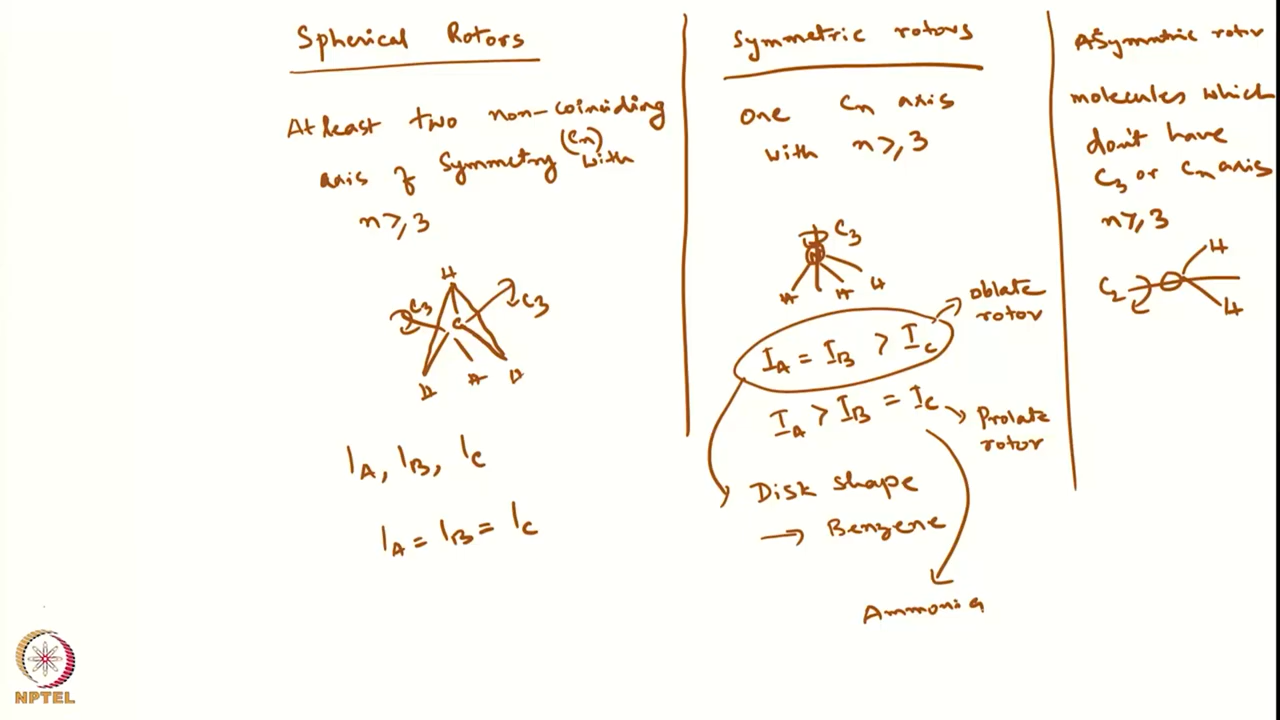 Spherical Rotors
At least two non-coinciding
axis of symmetry (Cn) with
n ≥ 3
H
C3
C3
C
H H H
IA, IB, IC
IA = IB = IC
Symmetric rotors
One Cn axis
with n ≥ 3
C3
N
H H H
IA = IB > IC
oblate
rotor
IA > IB = IC
Prolate
rotor
Disk shape
→ Benzene
Ammonia
Asymmetric rotor
molecules which
don't have
C3 or Cn axis
n ≥ 3
H
C2
H
NPTEL